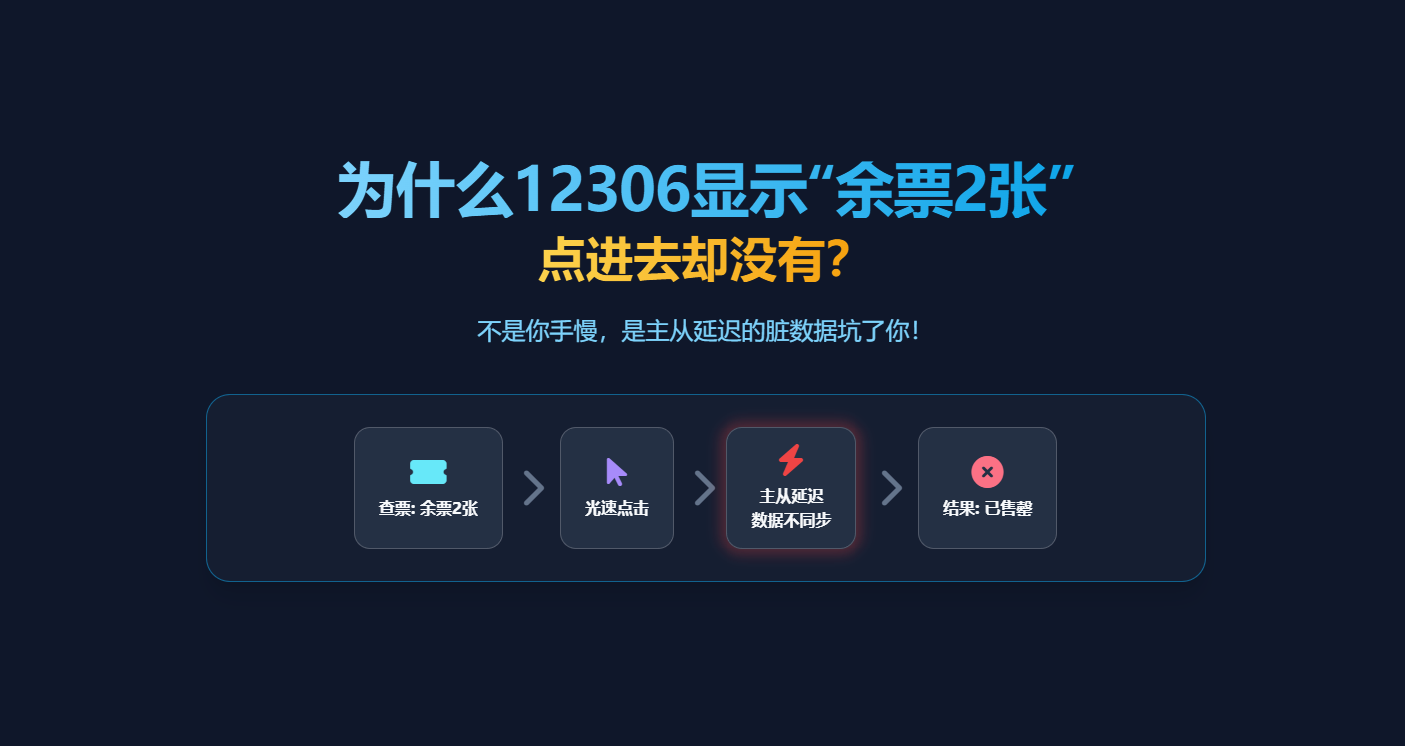 为什么12306显示“余票2张”
点进去却没有？
不是你手慢，是主从延迟的脏数据坑了你！
查票: 余票2张
光速点击
主从延迟
数据不同步
结果: 已售罄